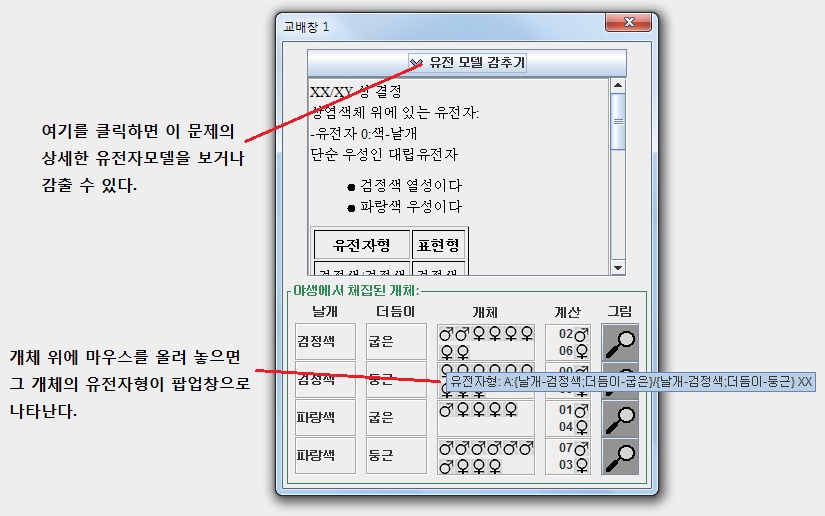 교배창 1
유전 모델 감추기
XX/XY 성 결정
상염색체 위에 있는 유전자:
-유전자 0:색-날개
단순 우성인 대립유전자
● 검정색 열성이다
● 파랑색 우성이다
유전자형 표현형
검정색/검정색 검정색
여기를 클릭하면 이 문제의
상세한 유전자모델을 보거나
감출 수 있다.
야생에서 채집된 개체:
날개 더듬이 개체 계산 그림
검정색 굽은 ♂♂♀♀♀♀ 02♂
♀♀ 06♀
검정색 둥근
유전자형: A:{날개-검정색;더듬이-굽은}/{날개-검정색;더듬이-둥근} XX
파랑색 굽은 ♂♀♀♀♀ 01♂
04♀
파랑색 둥근 ♂♂♂♂♂♂ 07♂
♂♀♀♀ 03♀
개체 위에 마우스를 올려 놓으면
그 개체의 유전자형이 팝업창으로
나타난다.